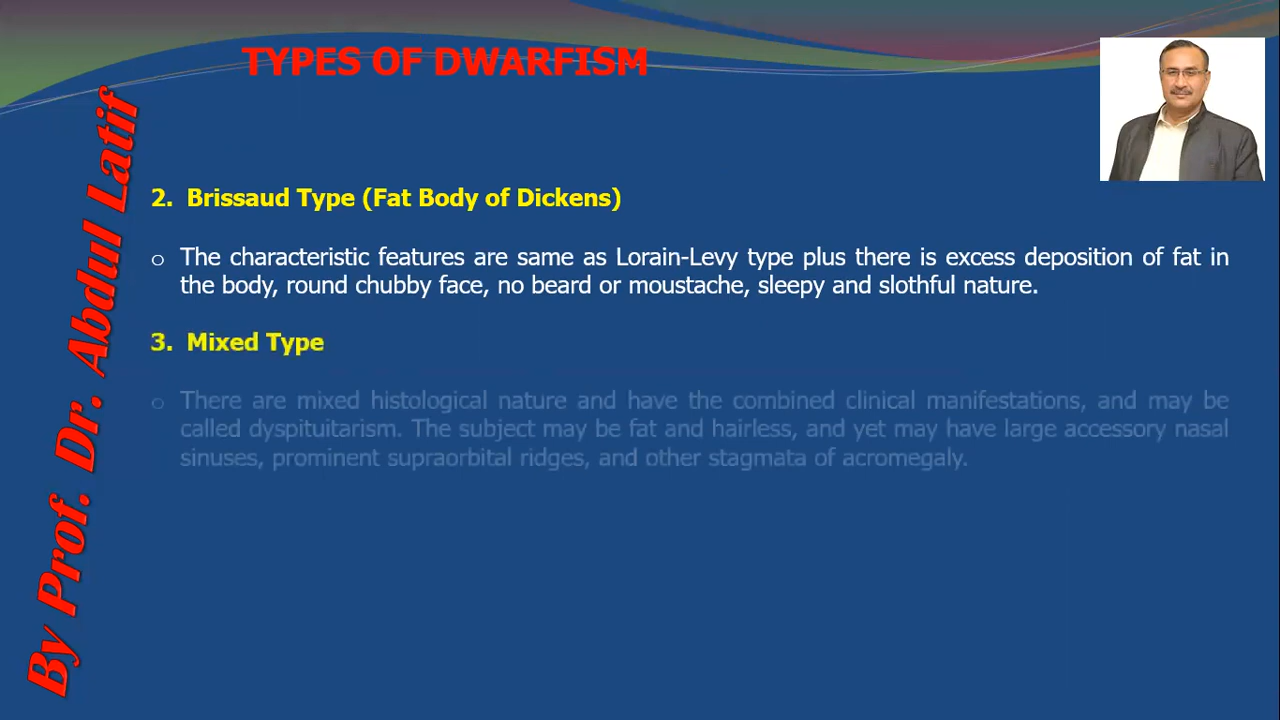 TYPES OF DWARFISM
By Prof. Dr. Abdul Latif
2. Brissaud Type (Fat Body of Dickens)
o The characteristic features are same as Lorain-Levy type plus there is excess deposition of fat in
the body, round chubby face, no beard or moustache, sleepy and slothful nature.
3. Mixed Type
o There are mixed histological nature and have the combined clinical manifestations, and may be
called dyspituitarism. The subject may be fat and hairless, and yet may have large accessory nasal
sinuses, prominent supraorbital ridges, and other stagmata of acromegaly.